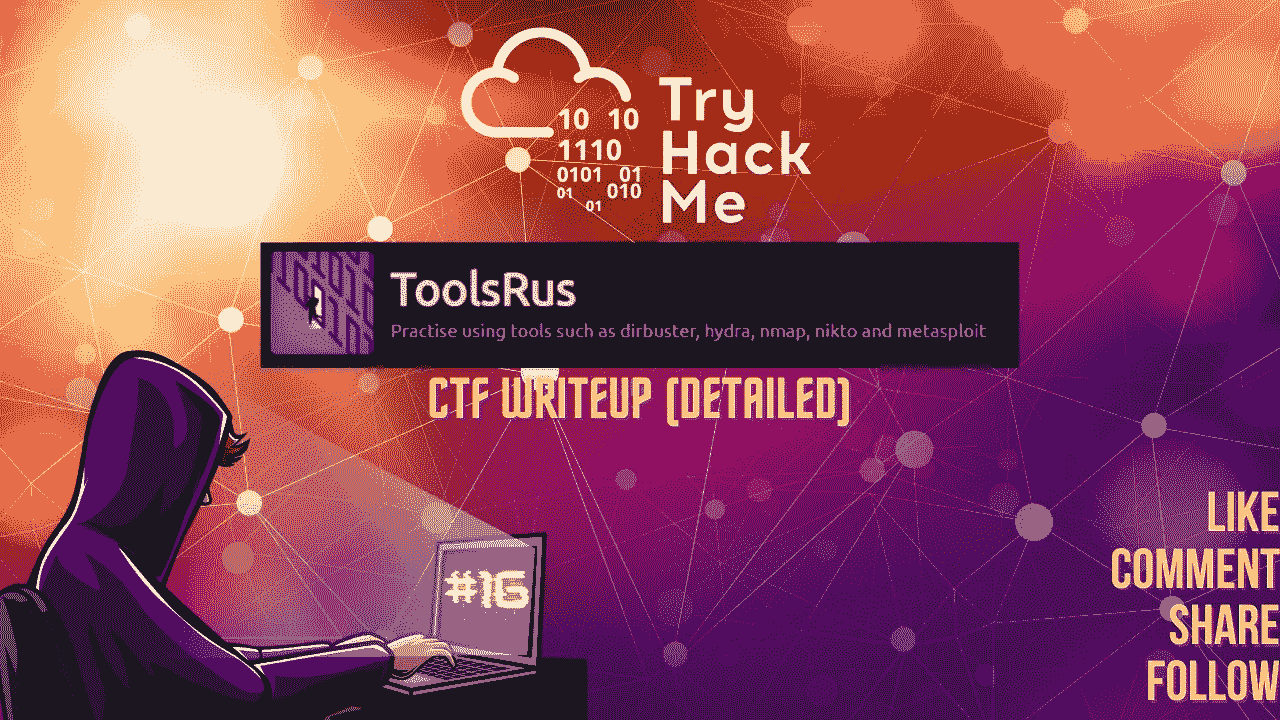 10 10
1110
0101 01
01 010
01
Try
Hack
Me
ToolsRus
Practise using tools such as dirbuster, hydra, nmap, nikto and metasploit
CTF WRITEUP (DETAILED)
#16
LIKE
COMMENT
SHARE
FOLLOW